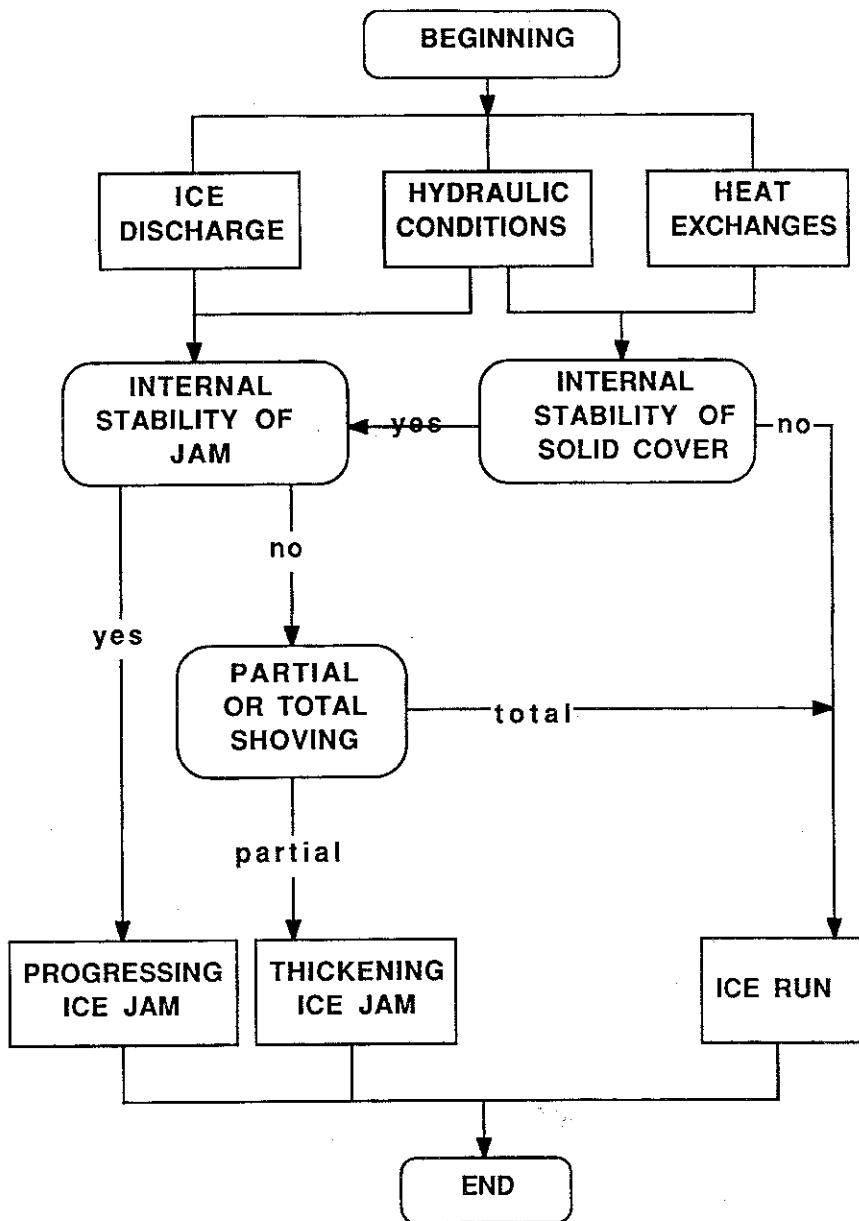 BEGINNING
ICE
DISCHARGE
HYDRAULIC
CONDITIONS
HEAT
EXCHANGES
INTERNAL
STABILITY OF
JAM
yes
INTERNAL
STABILITY OF
SOLID COVER
no
no
yes
PARTIAL
OR TOTAL
SHOVING
total
partial
PROGRESSING
ICE JAM
THICKENING
ICE JAM
ICE RUN
END